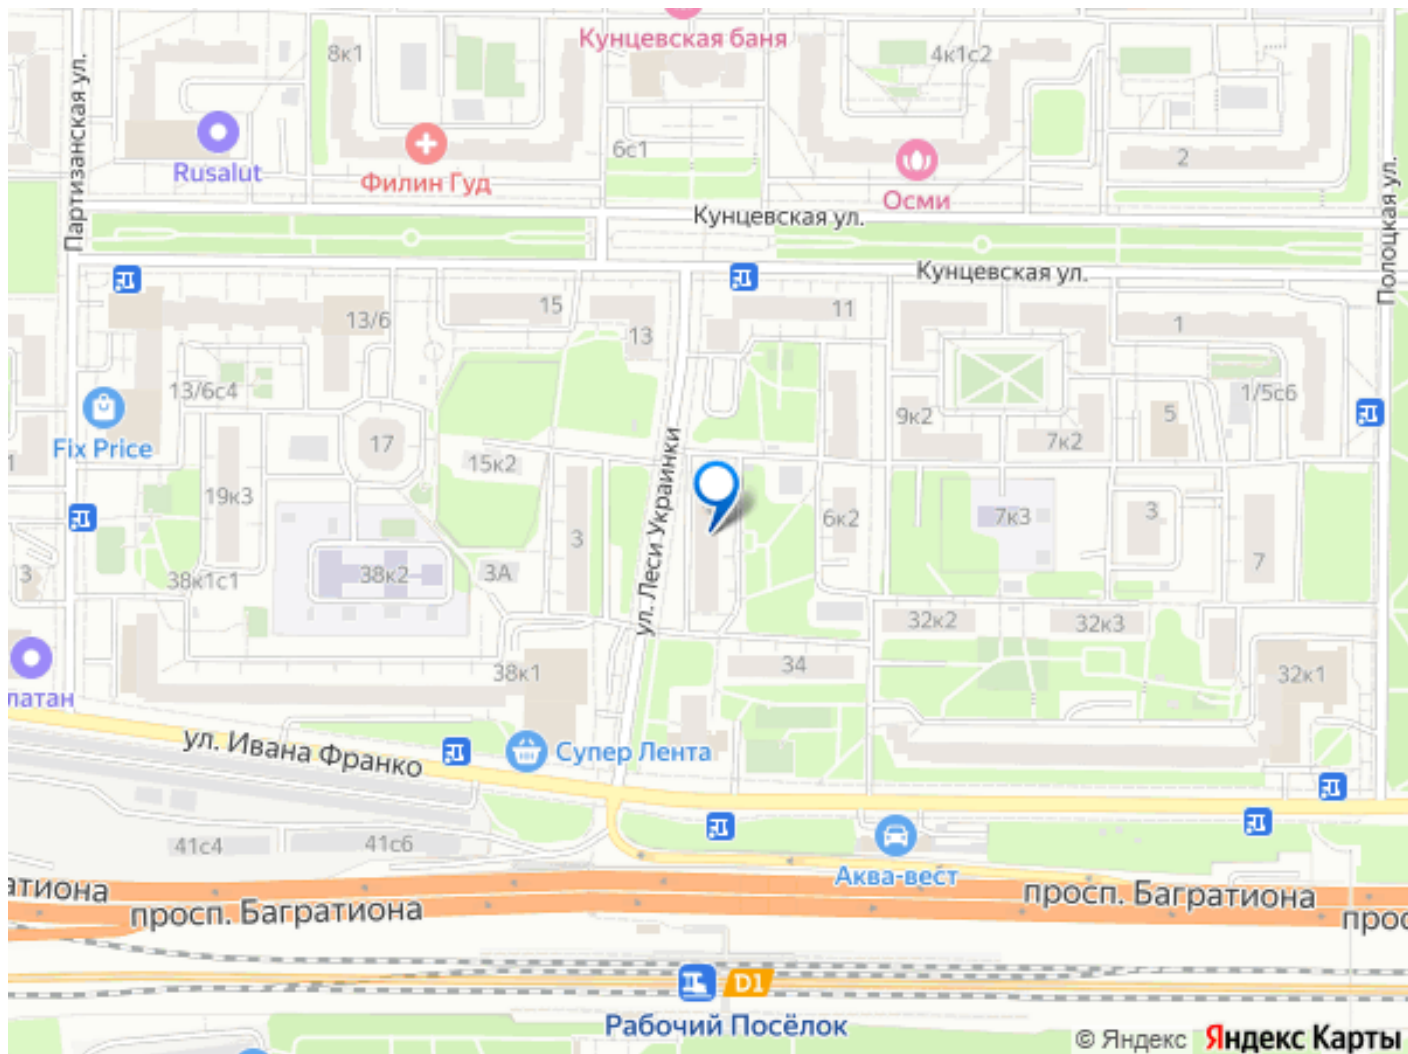 Кунцевская баня
8к1
4к1с2
Партизанская ул.
Rusalut
Филин Гуд
6с1
Осми
2
Полоцкая ул.
Кунцевская ул.
Кунцевская ул.
13/6
15
13
11
1
13/6с4
1/5с6
Fix Price
17
15к2
9к2
7к2
5
1
19к3
ул. Леси Украинки
6к2
7к3
3
3
7
3
38к1с1
38к2
3А
32к2
32к3
38к1
34
32к1
латан
ул. Ивана Франко
Супер Лента
41с4
41с6
Аква-вест
атиона
просп. Багратиона
просп. Багратиона
прос
D1
Рабочий Посёлок
© Яндекс Яндекс Карты